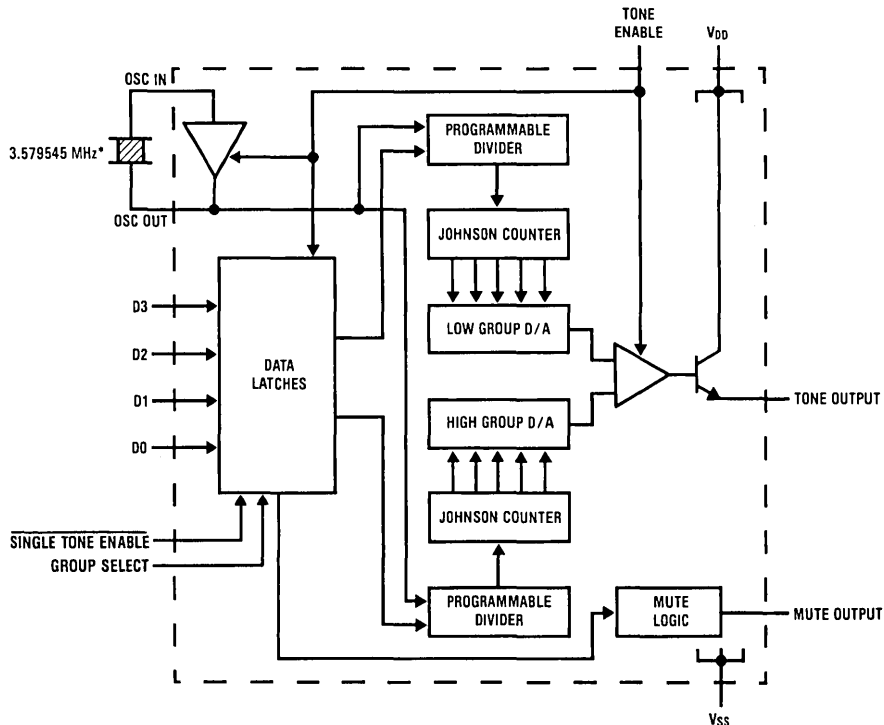 TONE
ENABLE
VDD
OSC IN
3.579545 MHz*
OSC OUT
PROGRAMMABLE
DIVIDER
JOHNSON COUNTER
LOW GROUP D/A
D3
D2
D1
D0
DATA
LATCHES
TONE OUTPUT
HIGH GROUP D/A
JOHNSON COUNTER
SINGLE TONE ENABLE
GROUP SELECT
PROGRAMMABLE
DIVIDER
MUTE
LOGIC
MUTE OUTPUT
VSS